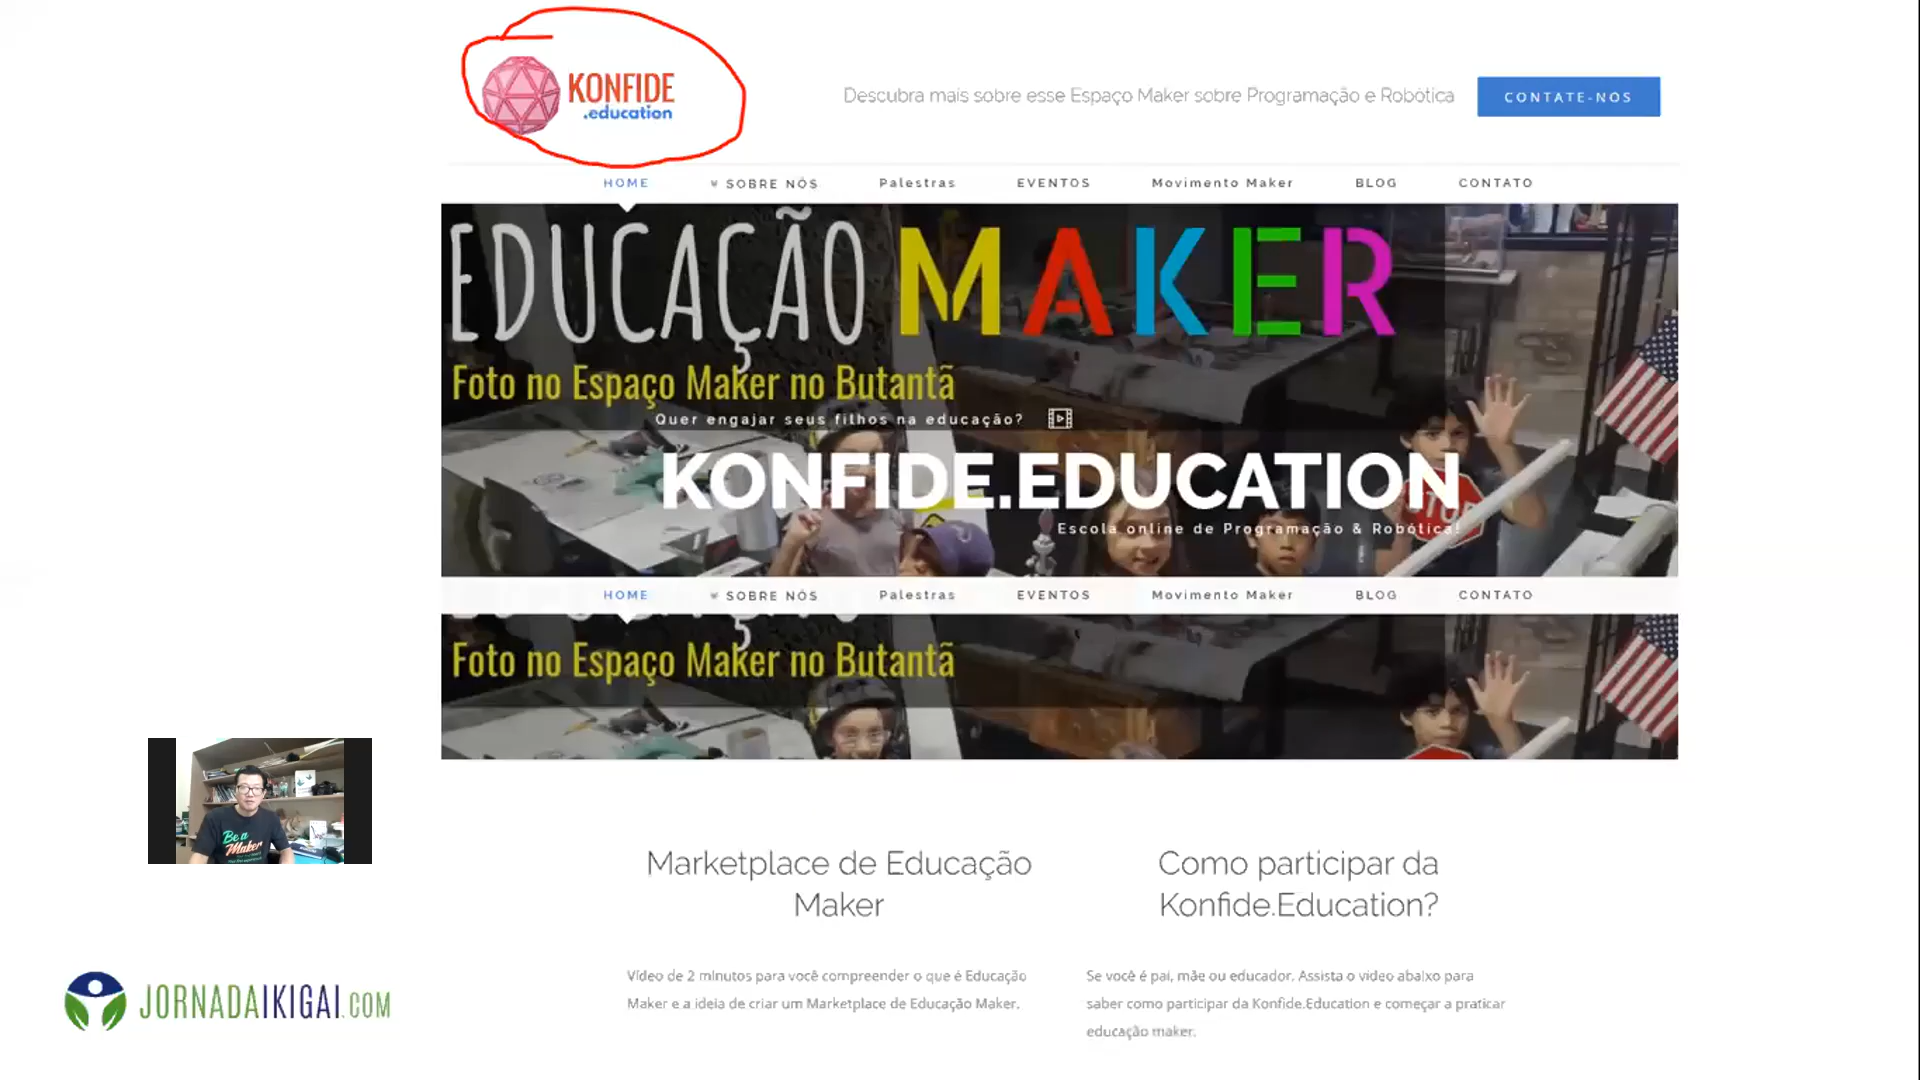 KONFIDE
.education
Descubra mais sobre esse Espaço Maker sobre Programação e Robótica
CONTATE-NOS
HOME
SOBRE NÓS
Palestras
EVENTOS
Movimento Maker
BLOG
CONTATO
EDUCAÇÃO MAKER
Foto no Espaço Maker no Butantã
Quer engajar seus filhos na educação?
KONFIDE.EDUCATION
STOP
Escola online de Programação & Robótica!
HOME
SOBRE NÓS
Palestras
EVENTOS
Movimento Maker
BLOG
CONTATO
Foto no Espaço Maker no Butantã
Be a
Maker
Marketplace de Educação
Maker
Vídeo de 2 minutos para você compreender o que é Educação
Maker e a ideia de criar um Marketplace de Educação Maker.
Como participar da
Konfide.Education?
Se você é pai, mãe ou educador. Assista o video abaixo para
saber como participar da Konfide.Education e começar a praticar
educação maker.
JORNADAIKIGAI.COM